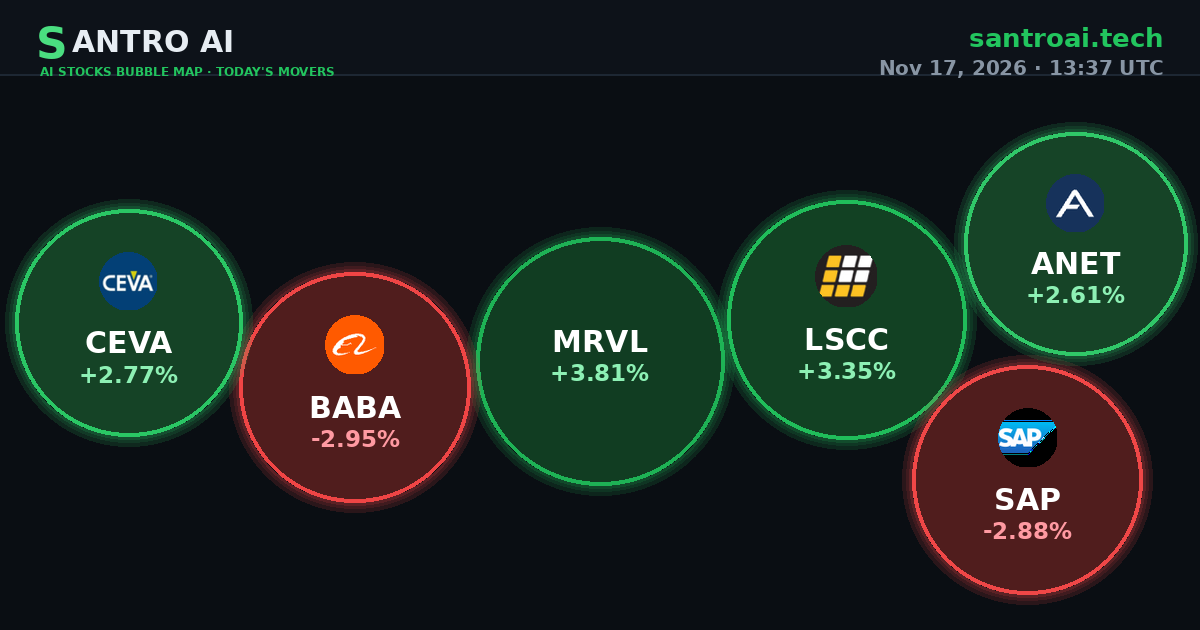 SANTRO AI
AI STOCKS BUBBLE MAP · TODAY'S MOVERS
santroai.tech
Nov 17, 2026 · 13:37 UTC
CEVA
CEVA
+2.77%
BABA
-2.95%
MRVL
+3.81%
LSCC
+3.35%
ANET
+2.61%
SAP
SAP
-2.88%